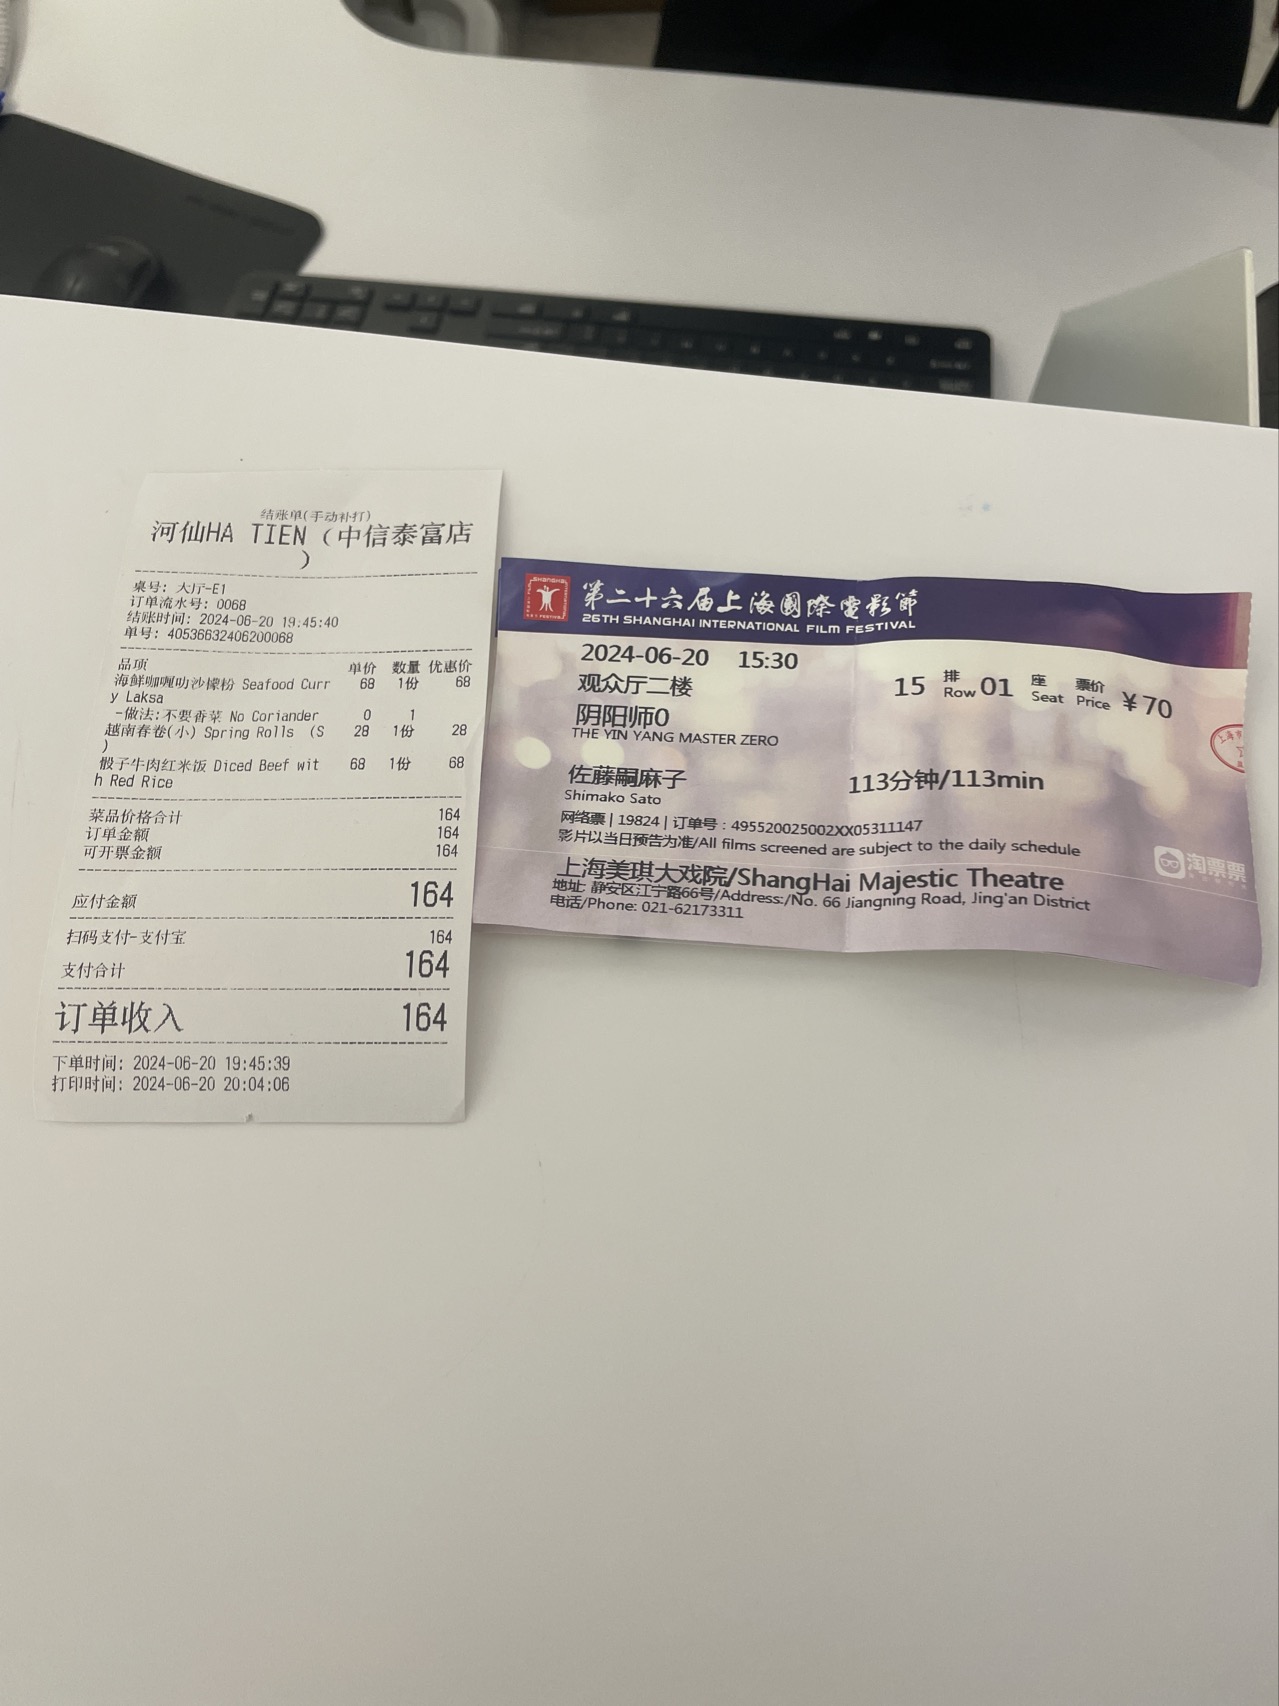 结账单(手动补打)
河仙HA TIEN（中信泰富店
）
桌号: 大厅-E1
订单流水号: 0068
结账时间: 2024-06-20 19:45:40
单号: 40536632406200068
品项 单价 数量 优惠价
海鲜咖喱叻沙檬粉 Seafood Curr 68 1份 68
y Laksa
-做法:不要香菜 No Coriander 0 1
越南春卷(小) Spring Rolls （S 28 1份 28
）
骰子牛肉红米饭 Diced Beef wit 68 1份 68
h Red Rice
菜品价格合计 164
订单金额 164
可开票金额 164
应付金额 164
扫码支付-支付宝 164
支付合计 164
订单收入 164
下单时间: 2024-06-20 19:45:39
打印时间: 2024-06-20 20:04:06
第二十六届上海國際電影節
26TH SHANGHAI INTERNATIONAL FILM FESTIVAL
2024-06-20 15:30
观众厅二楼
15 排 Row 01 座 Seat 票价 Price ¥70
阴阳师0
THE YIN YANG MASTER ZERO
佐藤嗣麻子
Shimako Sato
113分钟/113min
网络票 | 19824 | 订单号：495520025002XX05311147
影片以当日预告为准/All films screened are subject to the daily schedule
淘票票
上海美琪大戏院/ShangHai Majestic Theatre
地址: 静安区江宁路66号/Address:/No. 66 Jiangning Road, Jing'an District
电话/Phone: 021-62173311